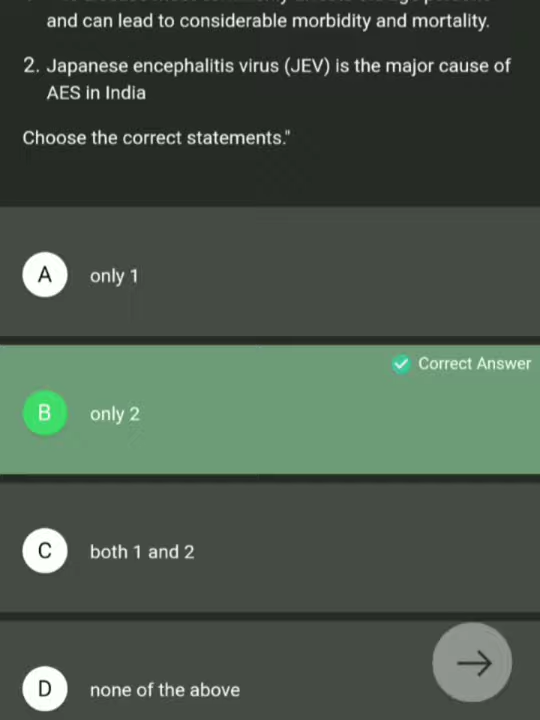 and can lead to considerable morbidity and mortality.
2. Japanese encephalitis virus (JEV) is the major cause of
AES in India
Choose the correct statements."
A only 1
Correct Answer
B only 2
C both 1 and 2
D none of the above